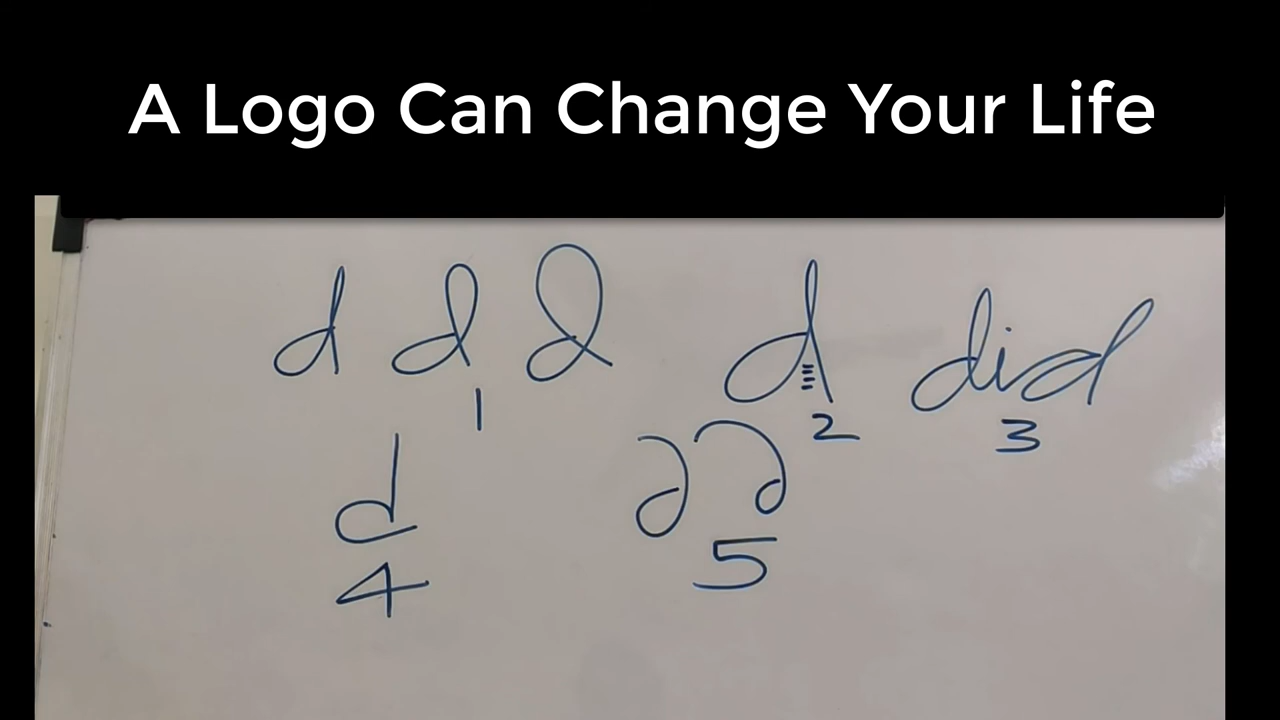 A Logo Can Change Your Life
d d d d did
1 2 3
d ∂ ∂
4 5